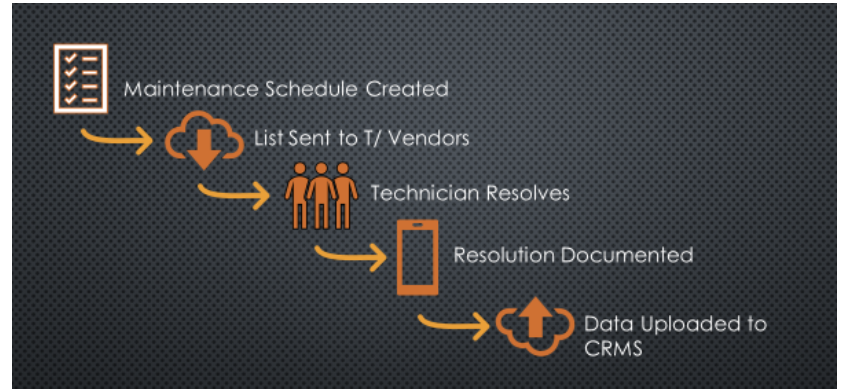 Maintenance Schedule Created
List Sent to T/ Vendors
Technician Resolves
Resolution Documented
Data Uploaded to
CRMS